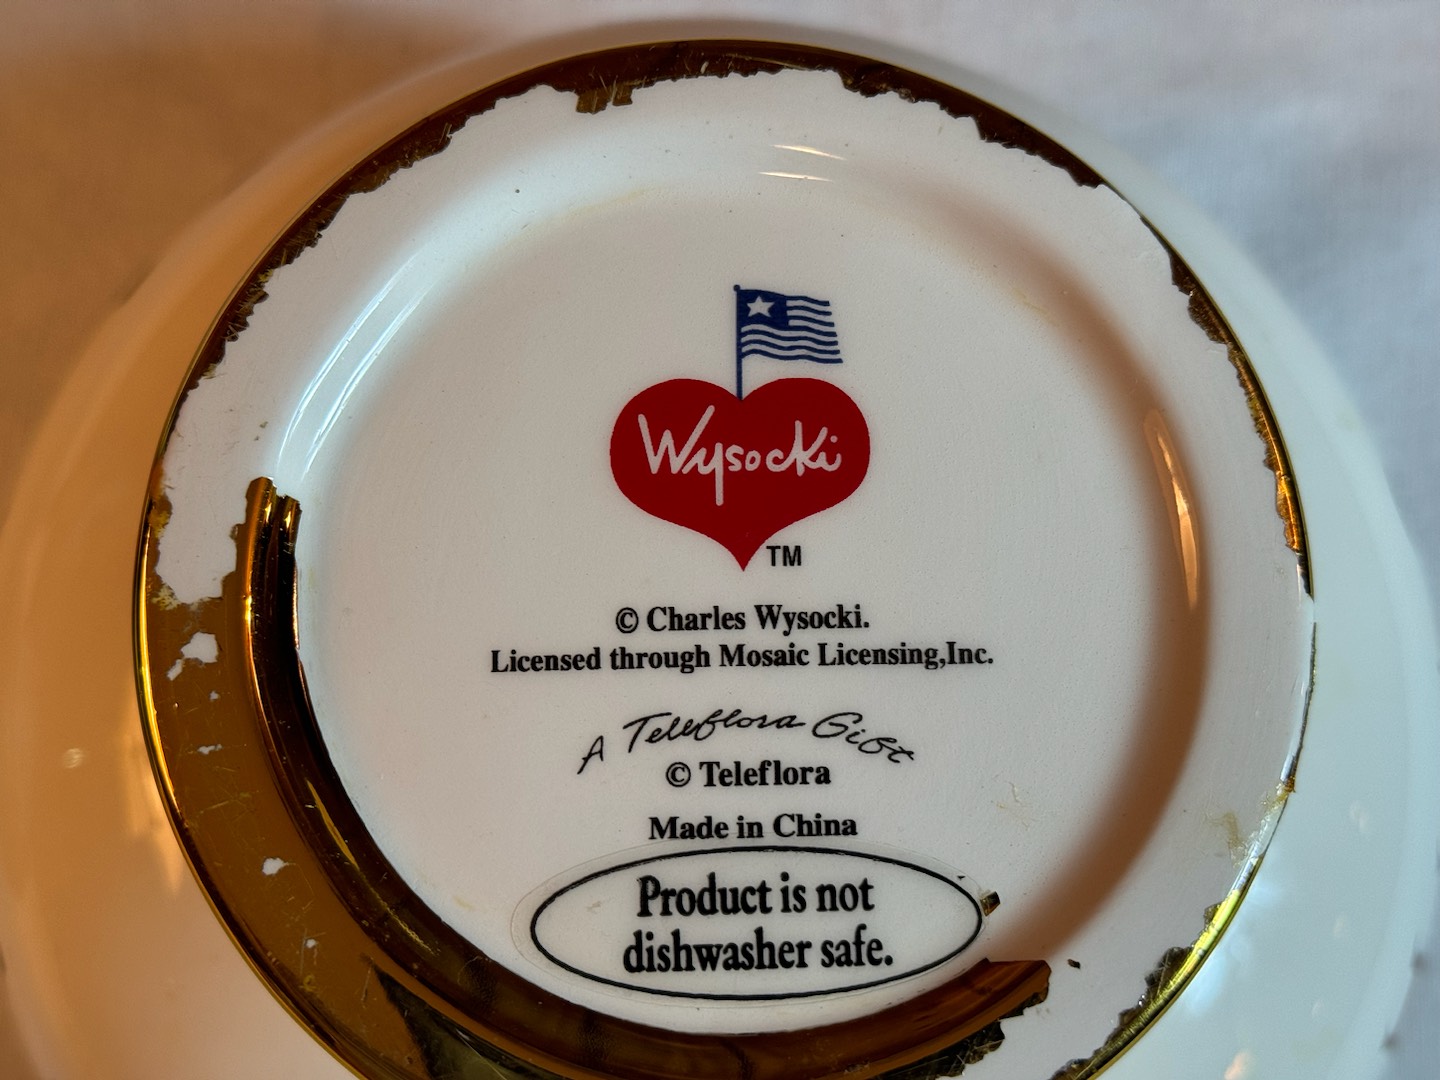 Wysocki
TM
© Charles Wysocki.
Licensed through Mosaic Licensing,Inc.
A Teleflora Gift
© Teleflora
Made in China
Product is not
dishwasher safe.